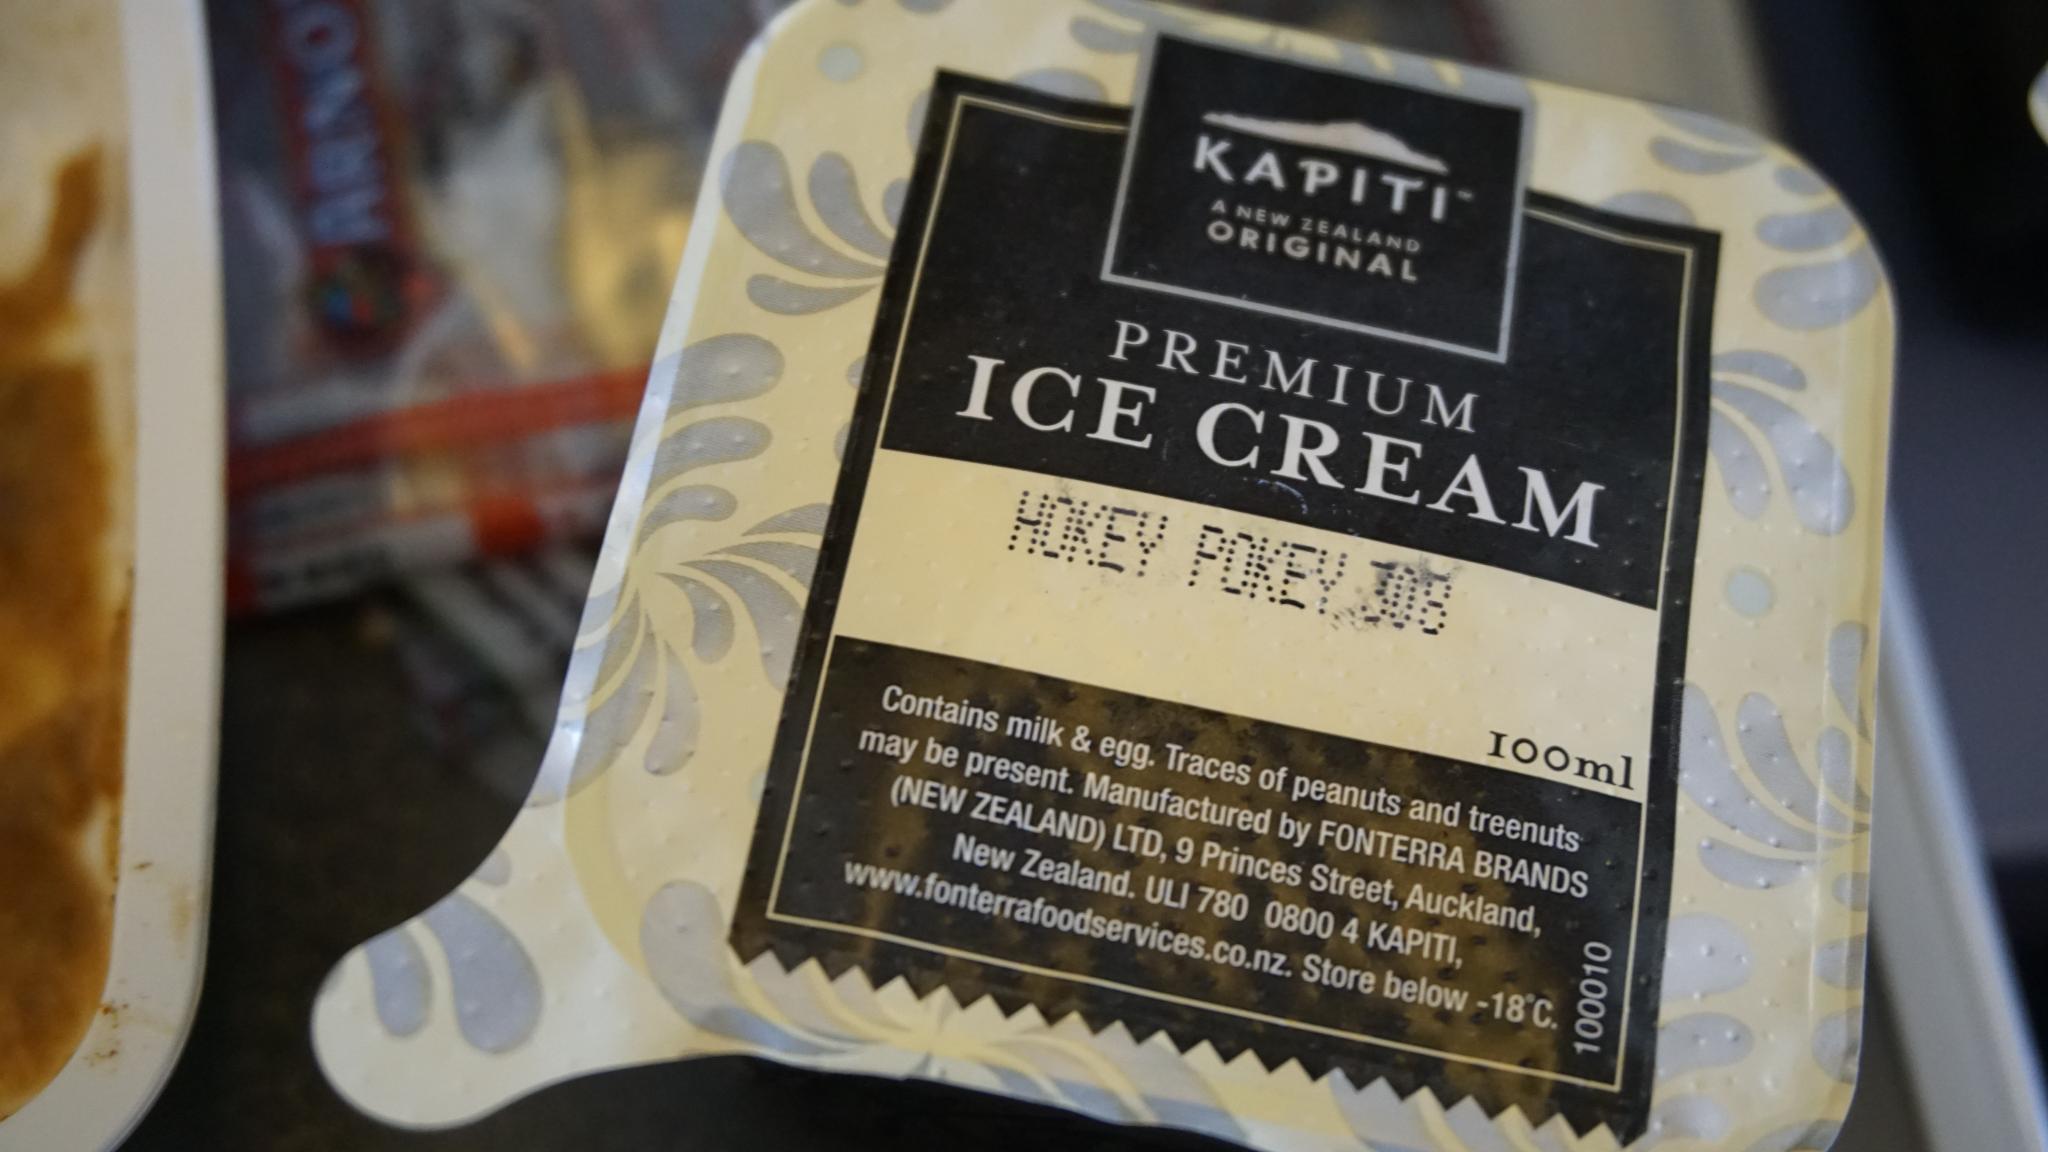 ARNO
KAPITI™
A NEW ZEALAND
ORIGINAL
PREMIUM
ICE CREAM
HOKEY POKEY
100ml
Contains milk & egg. Traces of peanuts and treenuts
may be present. Manufactured by FONTERRA BRANDS
(NEW ZEALAND) LTD, 9 Princes Street, Auckland,
New Zealand. ULI 780 0800 4 KAPITI,
www.fonterrafoodservices.co.nz. Store below -18°C.
100010